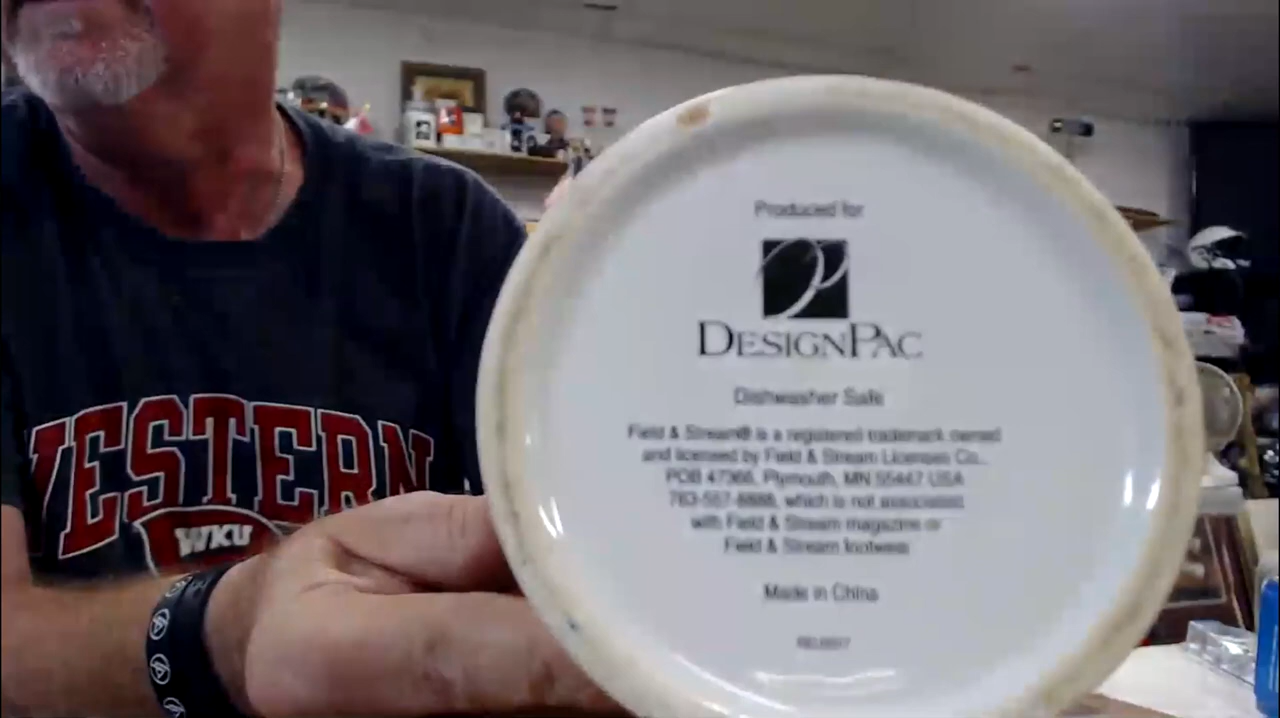 Produced for
DESIGNPAC
Dishwasher Safe
Field & Stream® is a registered trademark owned
and licensed by Field & Stream Licenses Co.,
POB 47366, Plymouth, MN 55447 USA
763-557-8888, which is not associated
with Field & Stream magazine or
Field & Stream footwear
Made in China
WESTERN
WKU